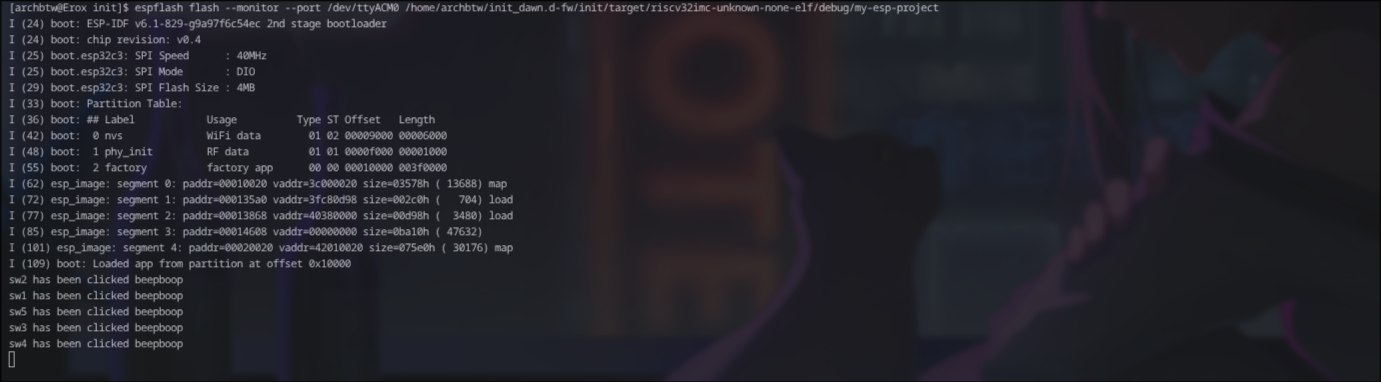 [archbtw@Erox init]$ espflash flash --monitor --port /dev/ttyACM0 /home/archbtw/init_dawn.d-fw/init/target/riscv32imc-unknown-none-elf/debug/my-esp-project
I (24) boot: ESP-IDF v6.1-829-g9a97f6c54ec 2nd stage bootloader
I (24) boot: chip revision: v0.4
I (25) boot.esp32c3: SPI Speed      : 40MHz
I (25) boot.esp32c3: SPI Mode       : DIO
I (29) boot.esp32c3: SPI Flash Size : 4MB
I (33) boot: Partition Table:
I (36) boot: ## Label            Usage          Type ST Offset   Length
I (42) boot:  0 nvs              WiFi data        01 02 00009000 00006000
I (48) boot:  1 phy_init         RF data          01 01 0000f000 00001000
I (55) boot:  2 factory          factory app      00 00 00010000 003f0000
I (62) esp_image: segment 0: paddr=00010020 vaddr=3c000020 size=03578h ( 13688) map
I (72) esp_image: segment 1: paddr=000135a0 vaddr=3fc80d98 size=002c0h (   704) load
I (77) esp_image: segment 2: paddr=00013868 vaddr=40380000 size=00d98h (  3480) load
I (85) esp_image: segment 3: paddr=00014608 vaddr=00000000 size=0ba10h ( 47632)
I (101) esp_image: segment 4: paddr=00020020 vaddr=42010020 size=075e0h ( 30176) map
I (109) boot: Loaded app from partition at offset 0x10000
sw2 has been clicked beepboop
sw1 has been clicked beepboop
sw5 has been clicked beepboop
sw3 has been clicked beepboop
sw4 has been clicked beepboop